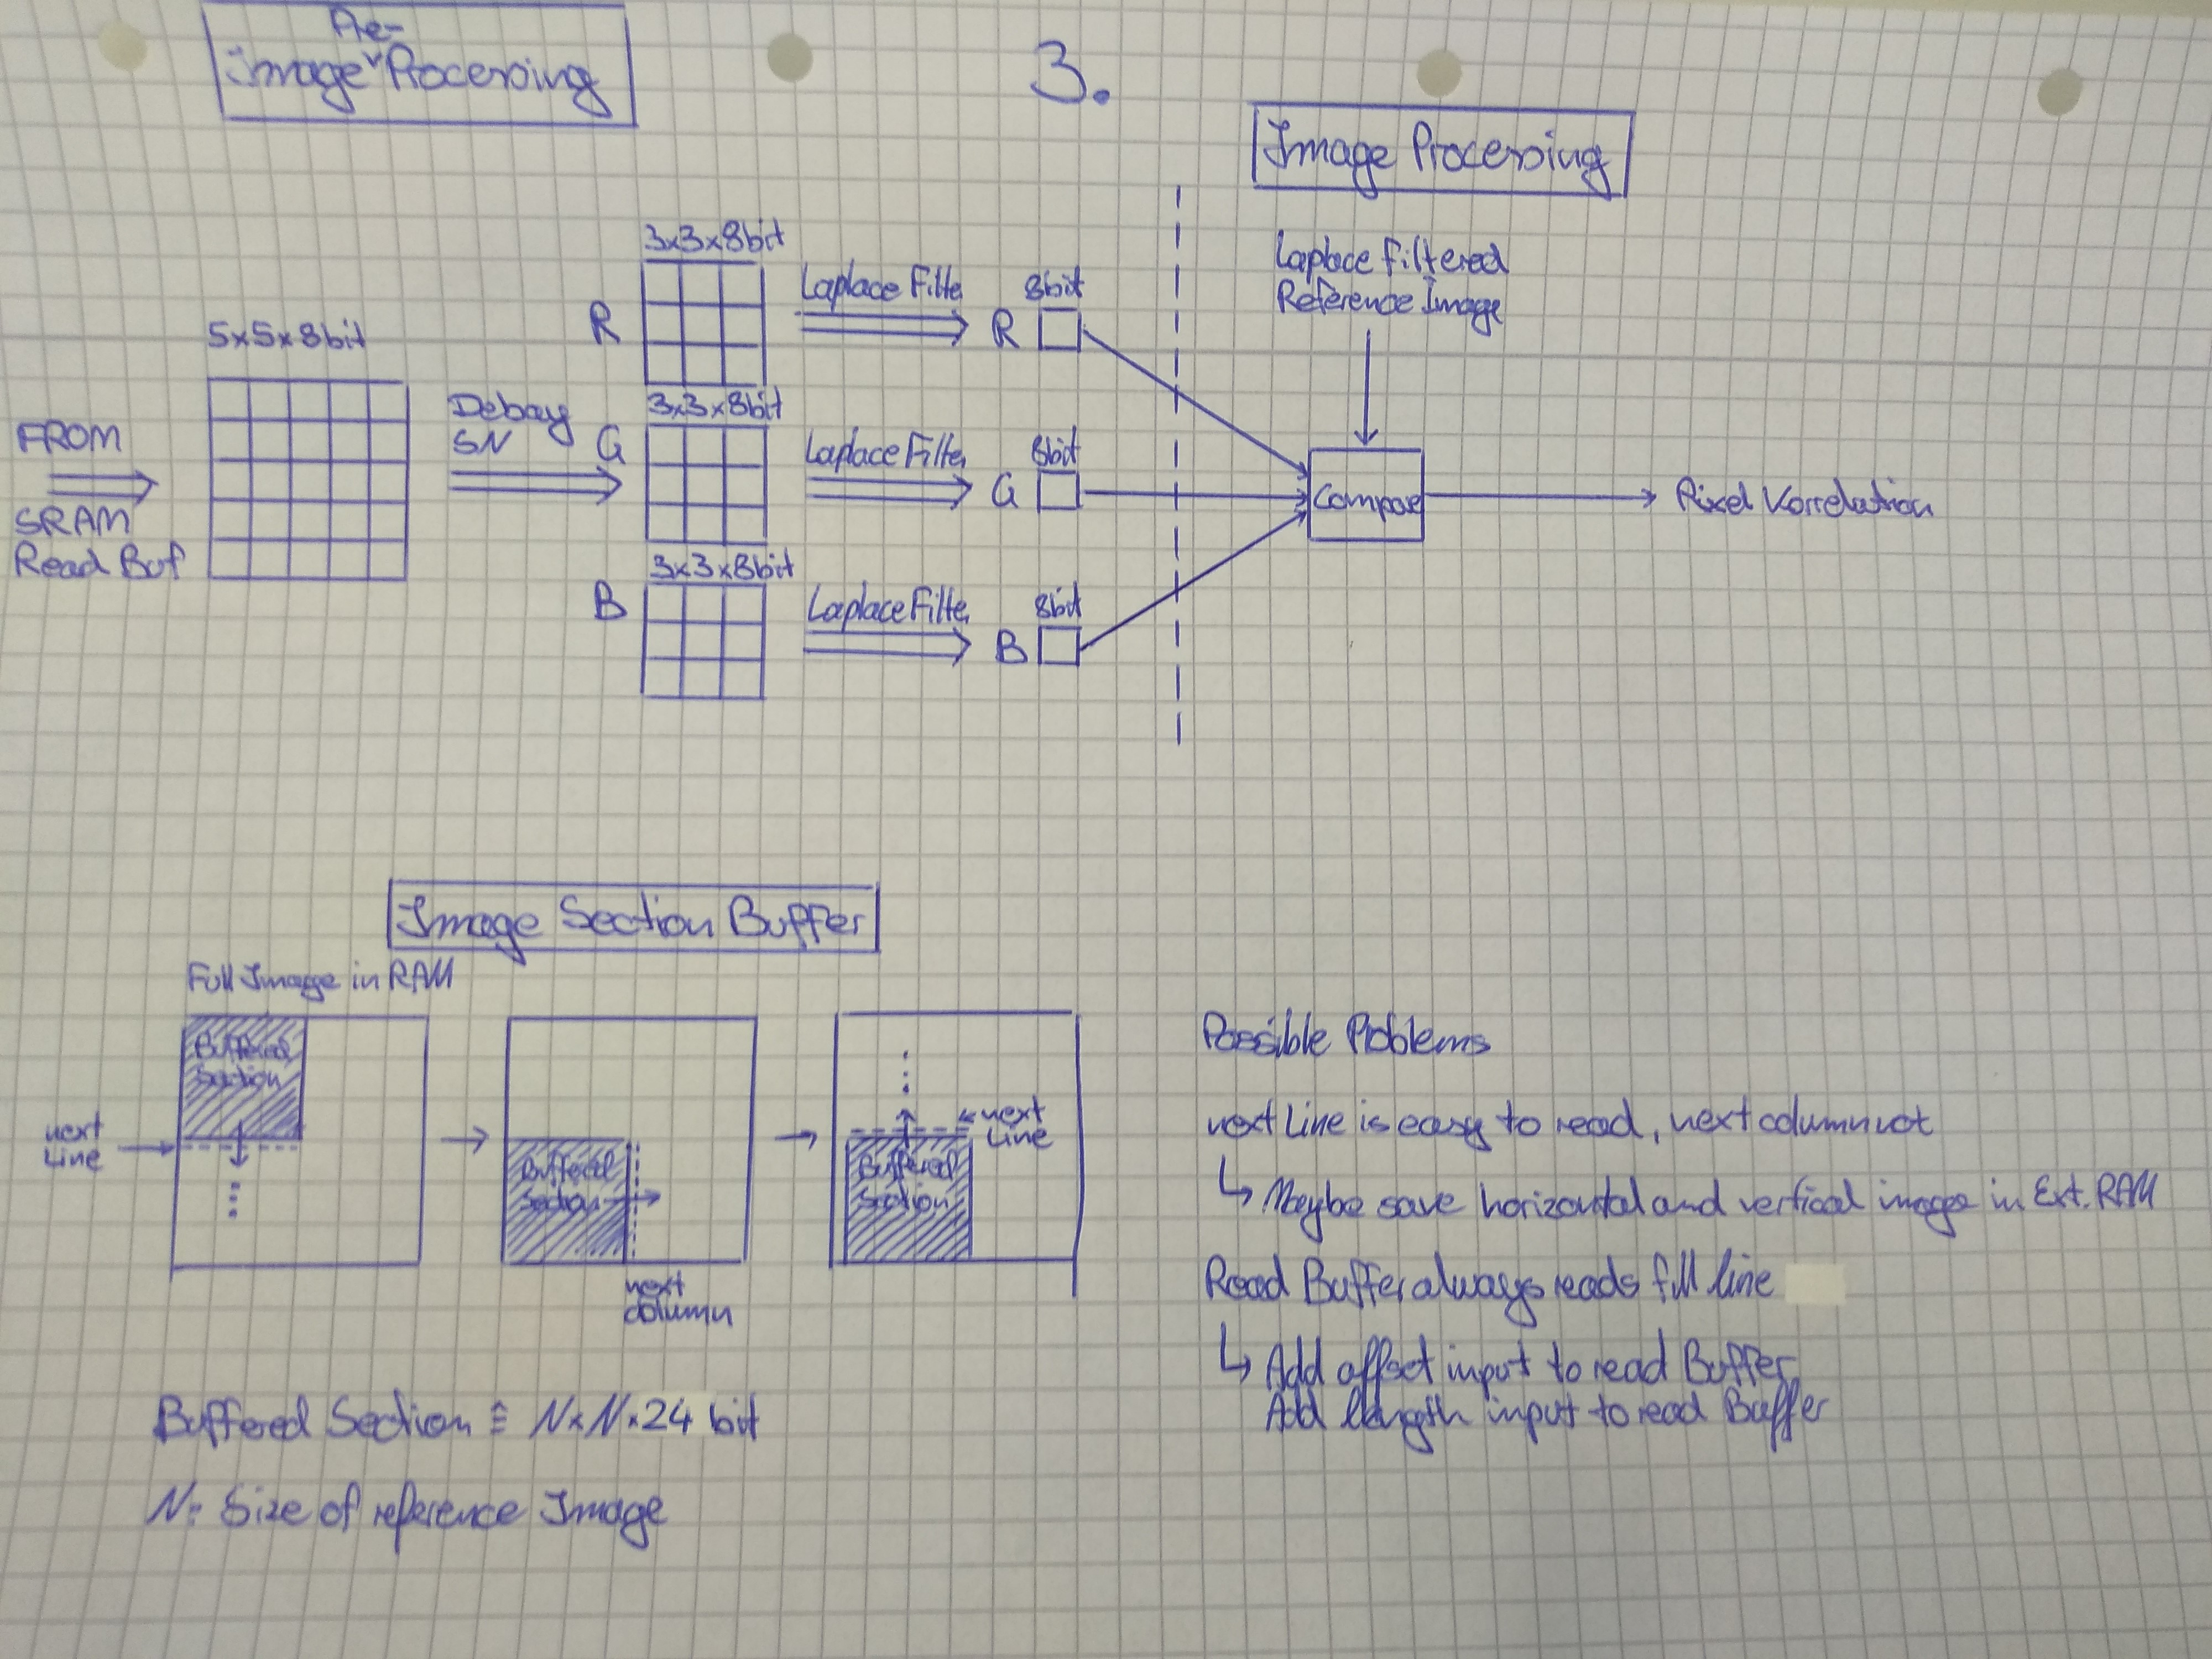 Pre-
Image Processing
3.
Image Processing
3x3x8bit
Laplace Filte
8bit
R
R
Laplace Filtered
Reference Image
5x5x8bit
FROM
SRAM
Read Buf
Debay
SN
3x3x8bit
G
Laplace Filter
8bit
G
Compare
Pixel Korrelation
3x3x8bit
B
Laplace Filte
8bit
B
Image Section Buffer
Full Image in RAM
Buffered
Section
next
Line
Buffered
Section
next
column
next
Line
Buffered
Section
Possible Problems
next Line is easy to read, next column not
↳ Maybe save horizontal and vertical image in Ext. RAM
Read Buffer always reads full line
↳ Add offset input to read Buffer
Add length input to read Buffer
Buffered Section ≙ N×N×24 bit
N: Size of reference Image